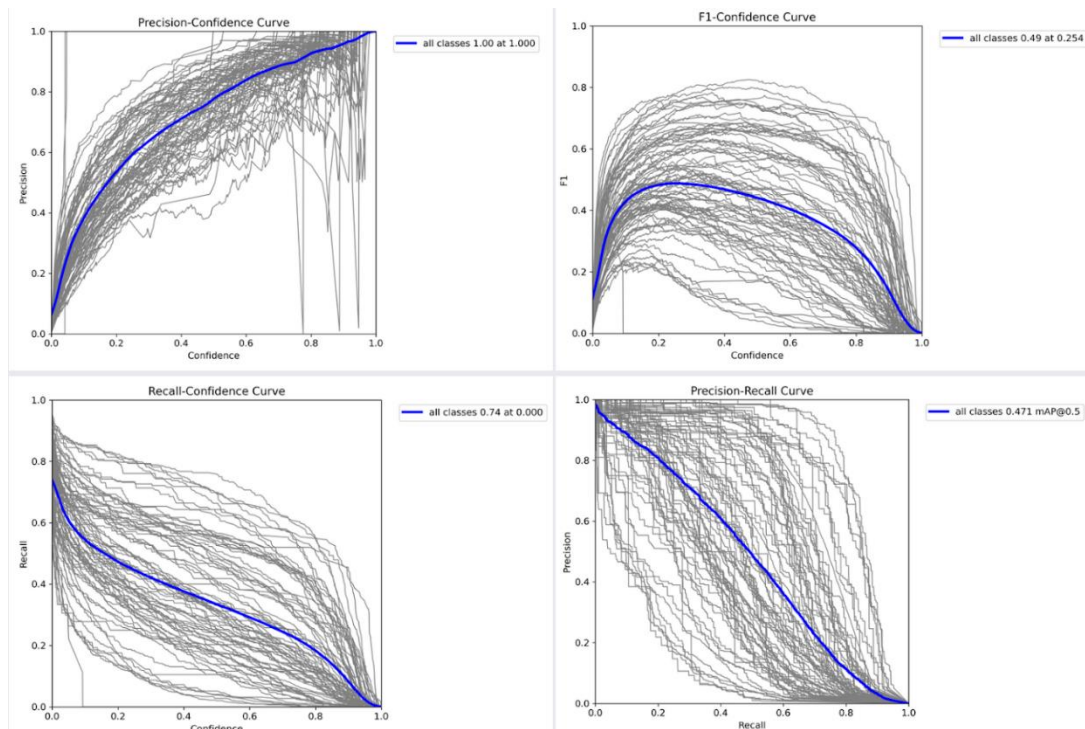 Precision-Confidence Curve
all classes 1.00 at 1.000
Precision
1.0
0.8
0.6
0.4
0.2
0.0
0.0 0.2 0.4 0.6 0.8 1.0
Confidence
F1-Confidence Curve
all classes 0.49 at 0.254
F1
1.0
0.8
0.6
0.4
0.2
0.0
0.0 0.2 0.4 0.6 0.8 1.0
Confidence
Recall-Confidence Curve
all classes 0.74 at 0.000
Recall
1.0
0.8
0.6
0.4
0.2
0.0
0.0 0.2 0.4 0.6 0.8 1.0
Confidence
Precision-Recall Curve
all classes 0.471 mAP@0.5
Precision
1.0
0.8
0.6
0.4
0.2
0.0
0.0 0.2 0.4 0.6 0.8 1.0
Recall